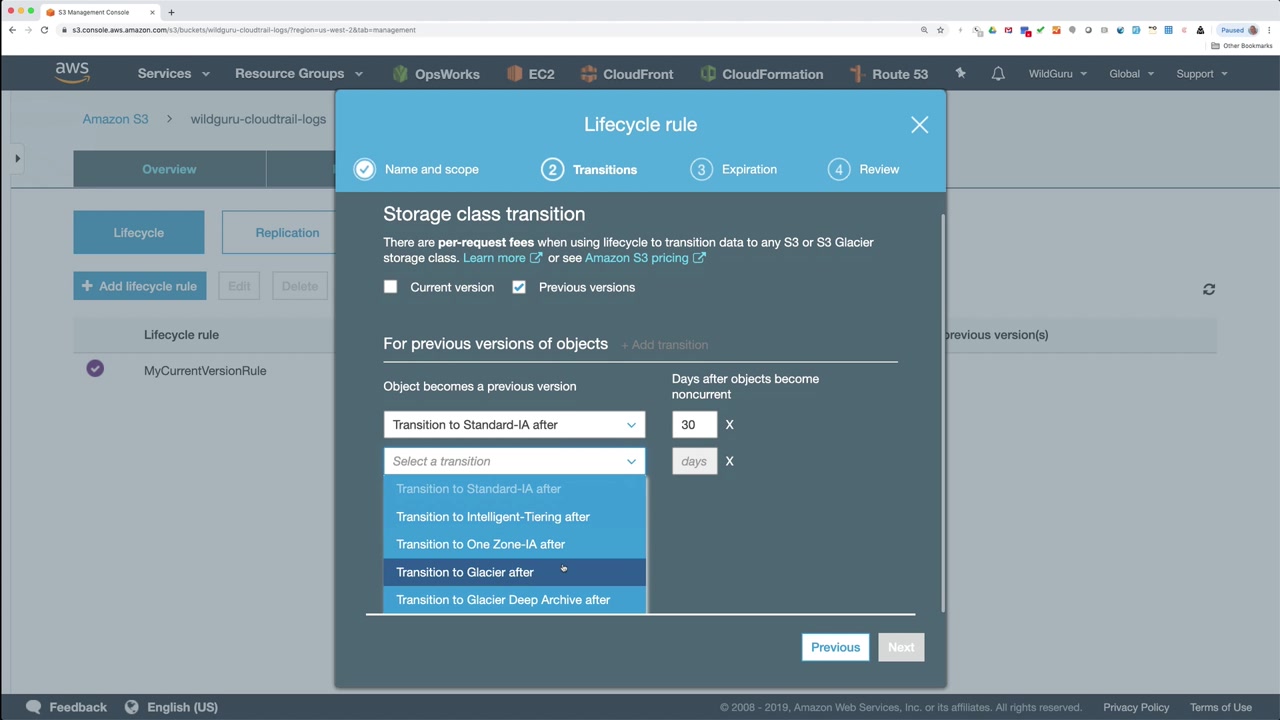 S3 Management Console
s3.console.aws.amazon.com/s3/buckets/wildguru-cloudtrail-logs/?region=us-west-2&tab=management
Paused
Other Bookmarks
aws
Services
Resource Groups
OpsWorks
EC2
CloudFront
CloudFormation
Route 53
WildGuru
Global
Support
Amazon S3 > wildguru-cloudtrail-logs
Overview
Lifecycle
Replication
+ Add lifecycle rule
Edit
Delete
Lifecycle rule
previous version(s)
MyCurrentVersionRule
Lifecycle rule
Name and scope
2 Transitions
3 Expiration
4 Review
Storage class transition
There are per-request fees when using lifecycle to transition data to any S3 or S3 Glacier
storage class. Learn more or see Amazon S3 pricing
Current version
Previous versions
For previous versions of objects + Add transition
Object becomes a previous version
Days after objects become
noncurrent
Transition to Standard-IA after
30 X
Select a transition
days X
Transition to Standard-IA after
Transition to Intelligent-Tiering after
Transition to One Zone-IA after
Transition to Glacier after
Transition to Glacier Deep Archive after
Previous
Next
Feedback
English (US)
© 2008 - 2019, Amazon Web Services, Inc. or its affiliates. All rights reserved.
Privacy Policy
Terms of Use